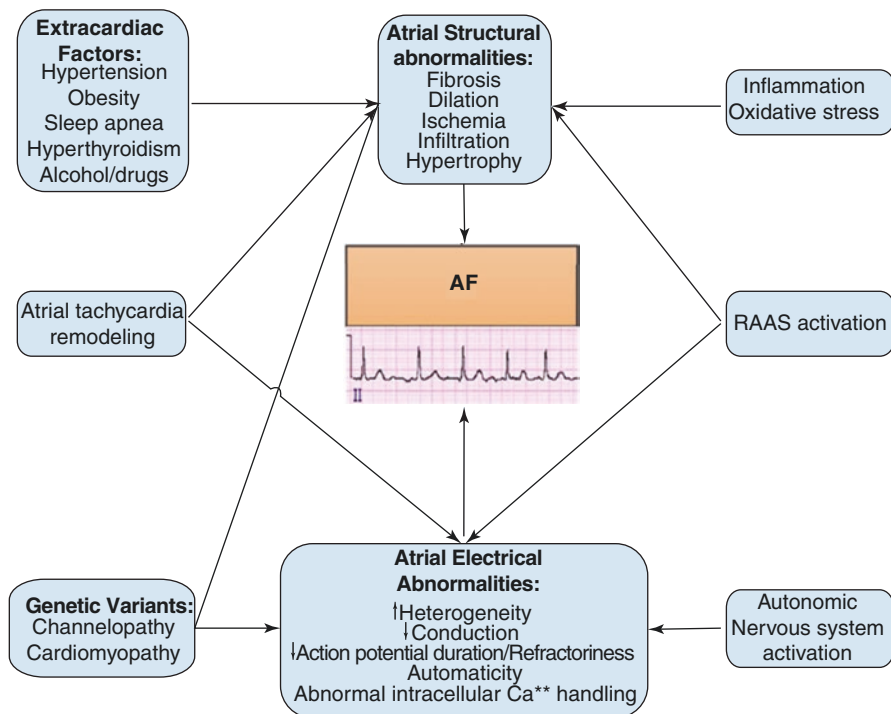 Extracardiac
Factors:
Hypertension
Obesity
Sleep apnea
Hyperthyroidism
Alcohol/drugs
Atrial Structural
abnormalities:
Fibrosis
Dilation
Ischemia
Infiltration
Hypertrophy
Inflammation
Oxidative stress
Atrial tachycardia
remodeling
AF
II
RAAS activation
Genetic Variants:
Channelopathy
Cardiomyopathy
Atrial Electrical
Abnormalities:
↑Heterogeneity
↓Conduction
↓Action potential duration/Refractoriness
Automaticity
Abnormal intracellular Ca** handling
Autonomic
Nervous system
activation